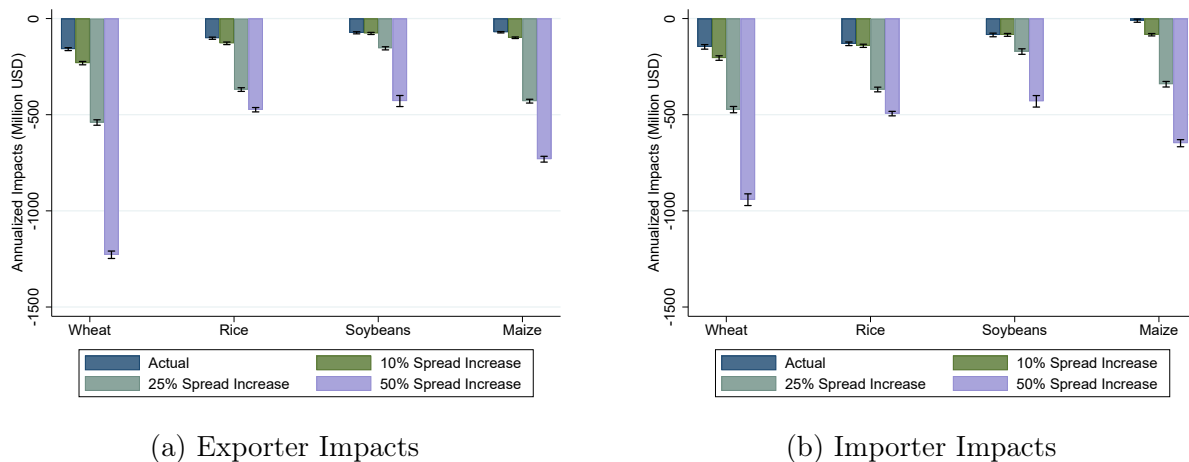 Annualized Impacts (Million USD)
0
-500
-1000
-1500
Wheat Rice Soybeans Maize
Actual 10% Spread Increase
25% Spread Increase 50% Spread Increase
(a) Exporter Impacts
Annualized Impacts (Million USD)
0
-500
-1000
-1500
Wheat Rice Soybeans Maize
Actual 10% Spread Increase
25% Spread Increase 50% Spread Increase
(b) Importer Impacts